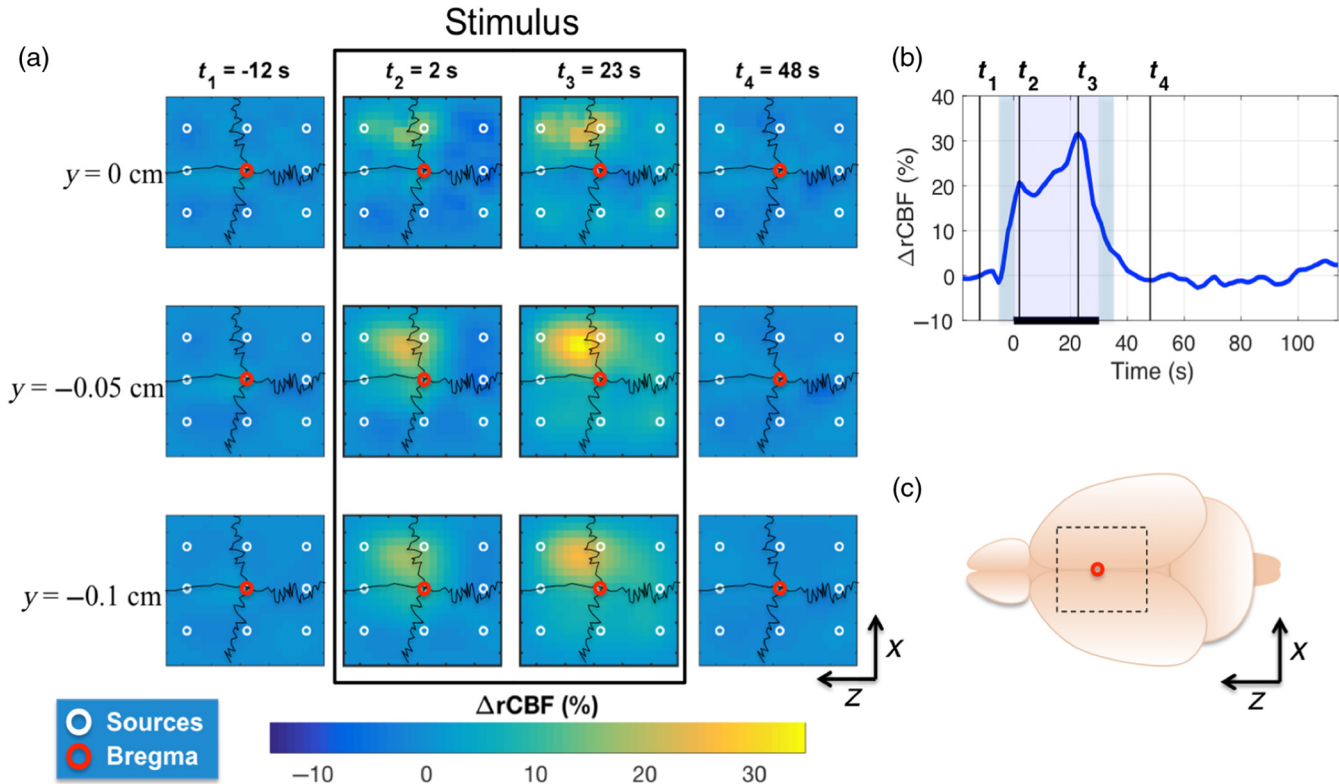 Stimulus
(a)
t1 = -12 s
t2 = 2 s
t3 = 23 s
t4 = 48 s
y = 0 cm
y = −0.05 cm
y = −0.1 cm
x
z
Sources
Bregma
ΔrCBF (%)
−10 0 10 20 30
(b)
t1 t2 t3 t4
ΔrCBF (%)
40
30
20
10
0
−10
0 20 40 60 80 100
Time (s)
(c)
x
z